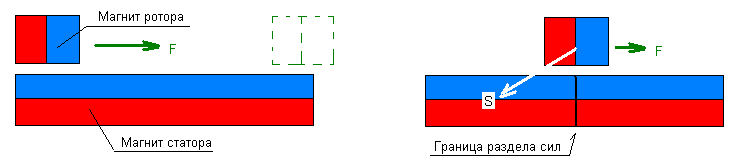 Магнит ротора
F
Магнит статора
F
S
Граница раздела сил